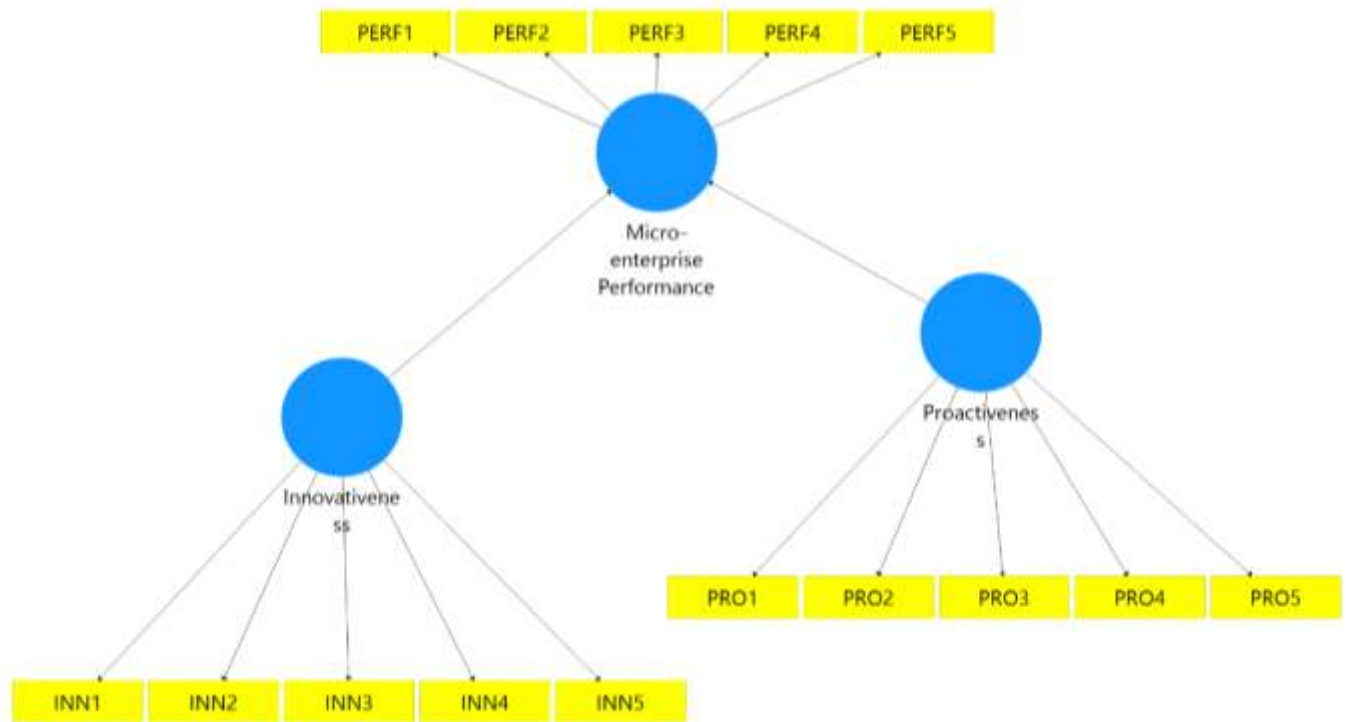 PERF1
PERF2
PERF3
PERF4
PERF5
Micro-
enterprise
Performance
Proactivenes
s
Innovativene
ss
PRO1
PRO2
PRO3
PRO4
PRO5
INN1
INN2
INN3
INN4
INN5